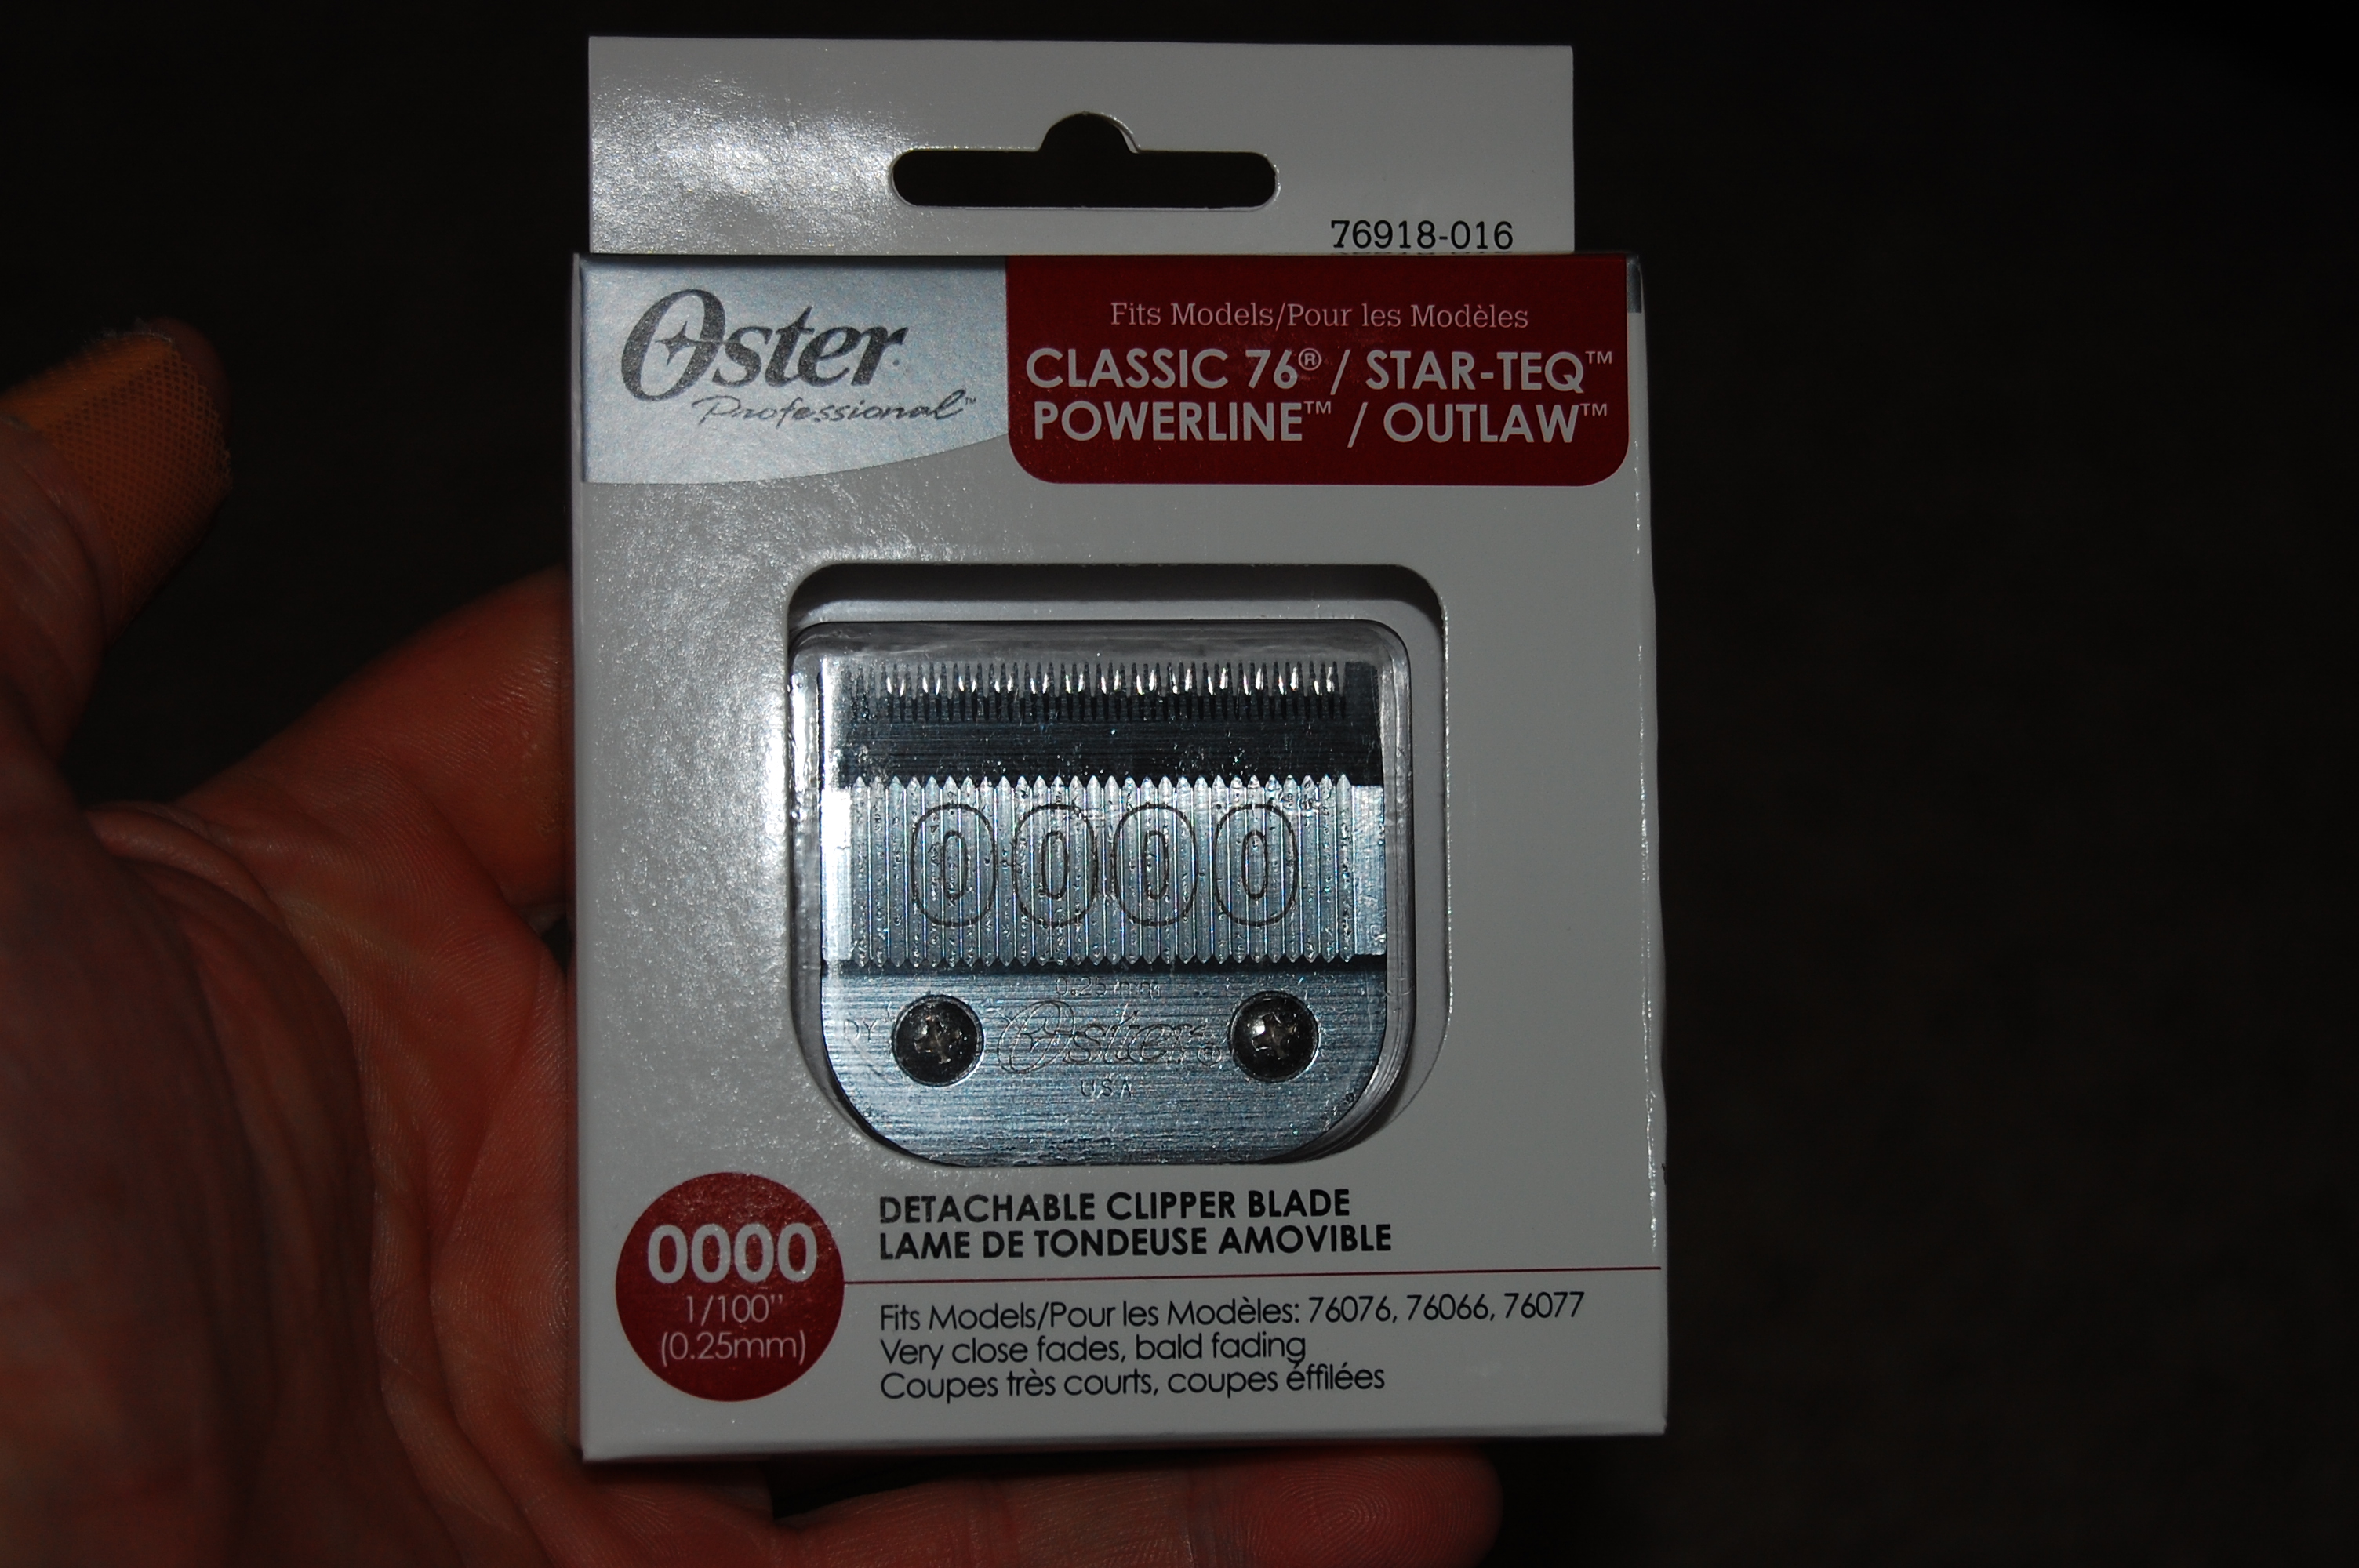 76918-016
Oster
Professional™
Fits Models/Pour les Modèles
CLASSIC 76® / STAR-TEQ™
POWERLINE™ / OUTLAW™
0000
0.25mm
DY
Oster®
USA
0000
1/100"
(0.25mm)
DETACHABLE CLIPPER BLADE
LAME DE TONDEUSE AMOVIBLE
Fits Models/Pour les Modèles: 76076, 76066, 76077
Very close fades, bald fading
Coupes très courts, coupes éffilées